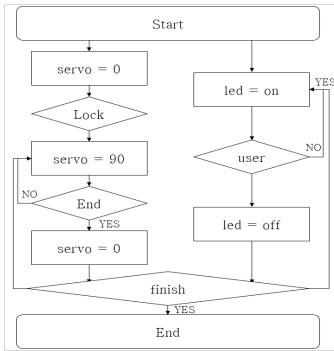 Start
servo = 0
led = on
YES
Lock
servo = 90
user
NO
NO
End
YES
servo = 0
led = off
finish
YES
End